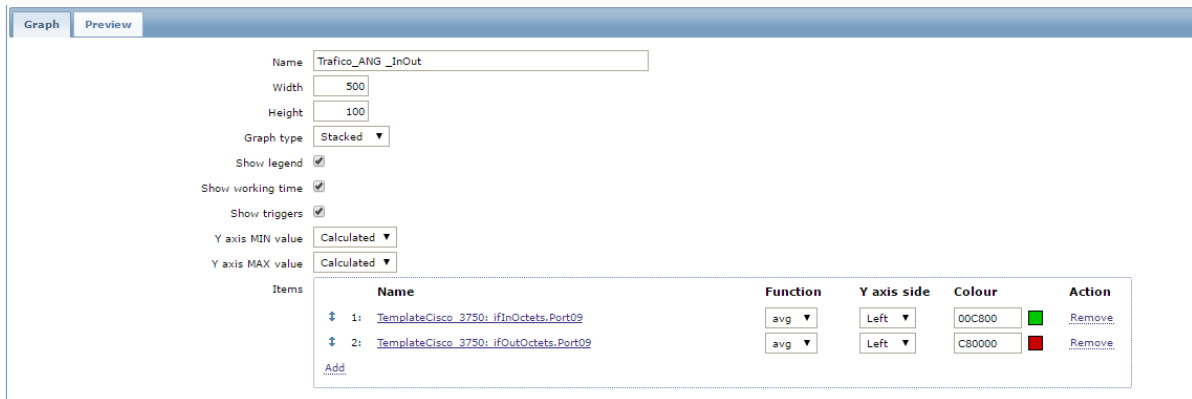 Graph Preview
Name Trafico_ANG _InOut
Width 500
Height 100
Graph type Stacked
Show legend
Show working time
Show triggers
Y axis MIN value Calculated
Y axis MAX value Calculated
Items Name Function Y axis side Colour Action
1: TemplateCisco_3750: ifInOctets.Port09 avg Left 00C800 Remove
2: TemplateCisco_3750: ifOutOctets.Port09 avg Left C80000 Remove
Add